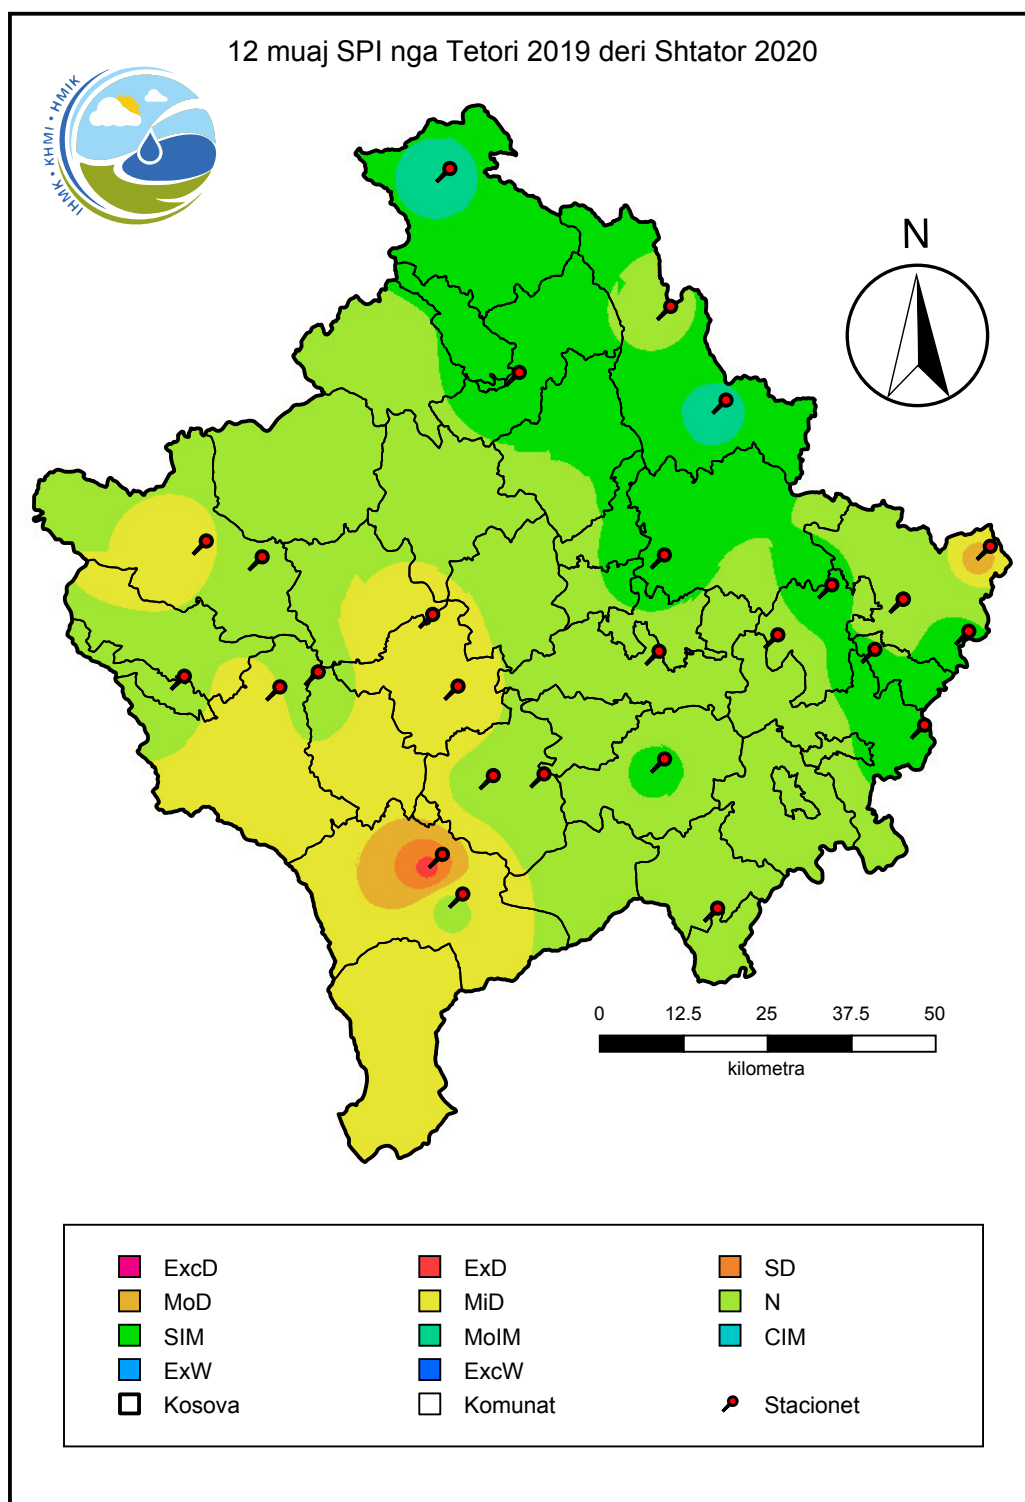 12 muaj SPI nga Tetori 2019 deri Shtator 2020
IHMK • KHMI • HMIK
N
0 12.5 25 37.5 50
kilometra
ExcD ExD SD
MoD MiD N
SIM MoIM CIM
ExW ExcW
Kosova Komunat Stacionet